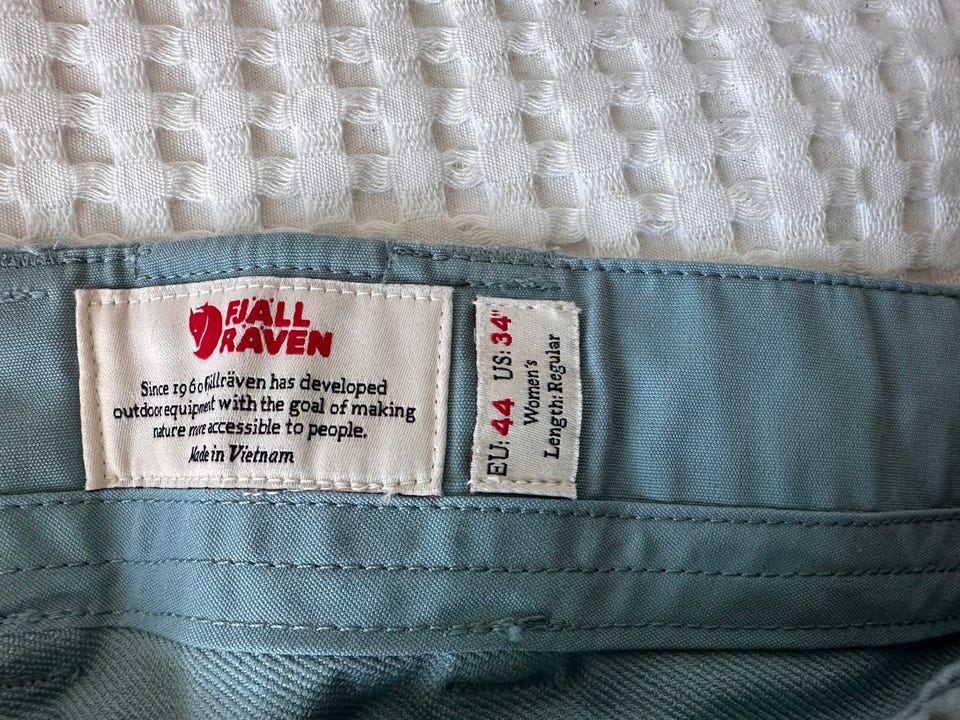 FJÄLL
RÄVEN
Since 1960 Fjällräven has developed
outdoor equipment with the goal of making
nature more accessible to people.
Made in Vietnam
EU: 44 US: 34"
Women's
Length: Regular